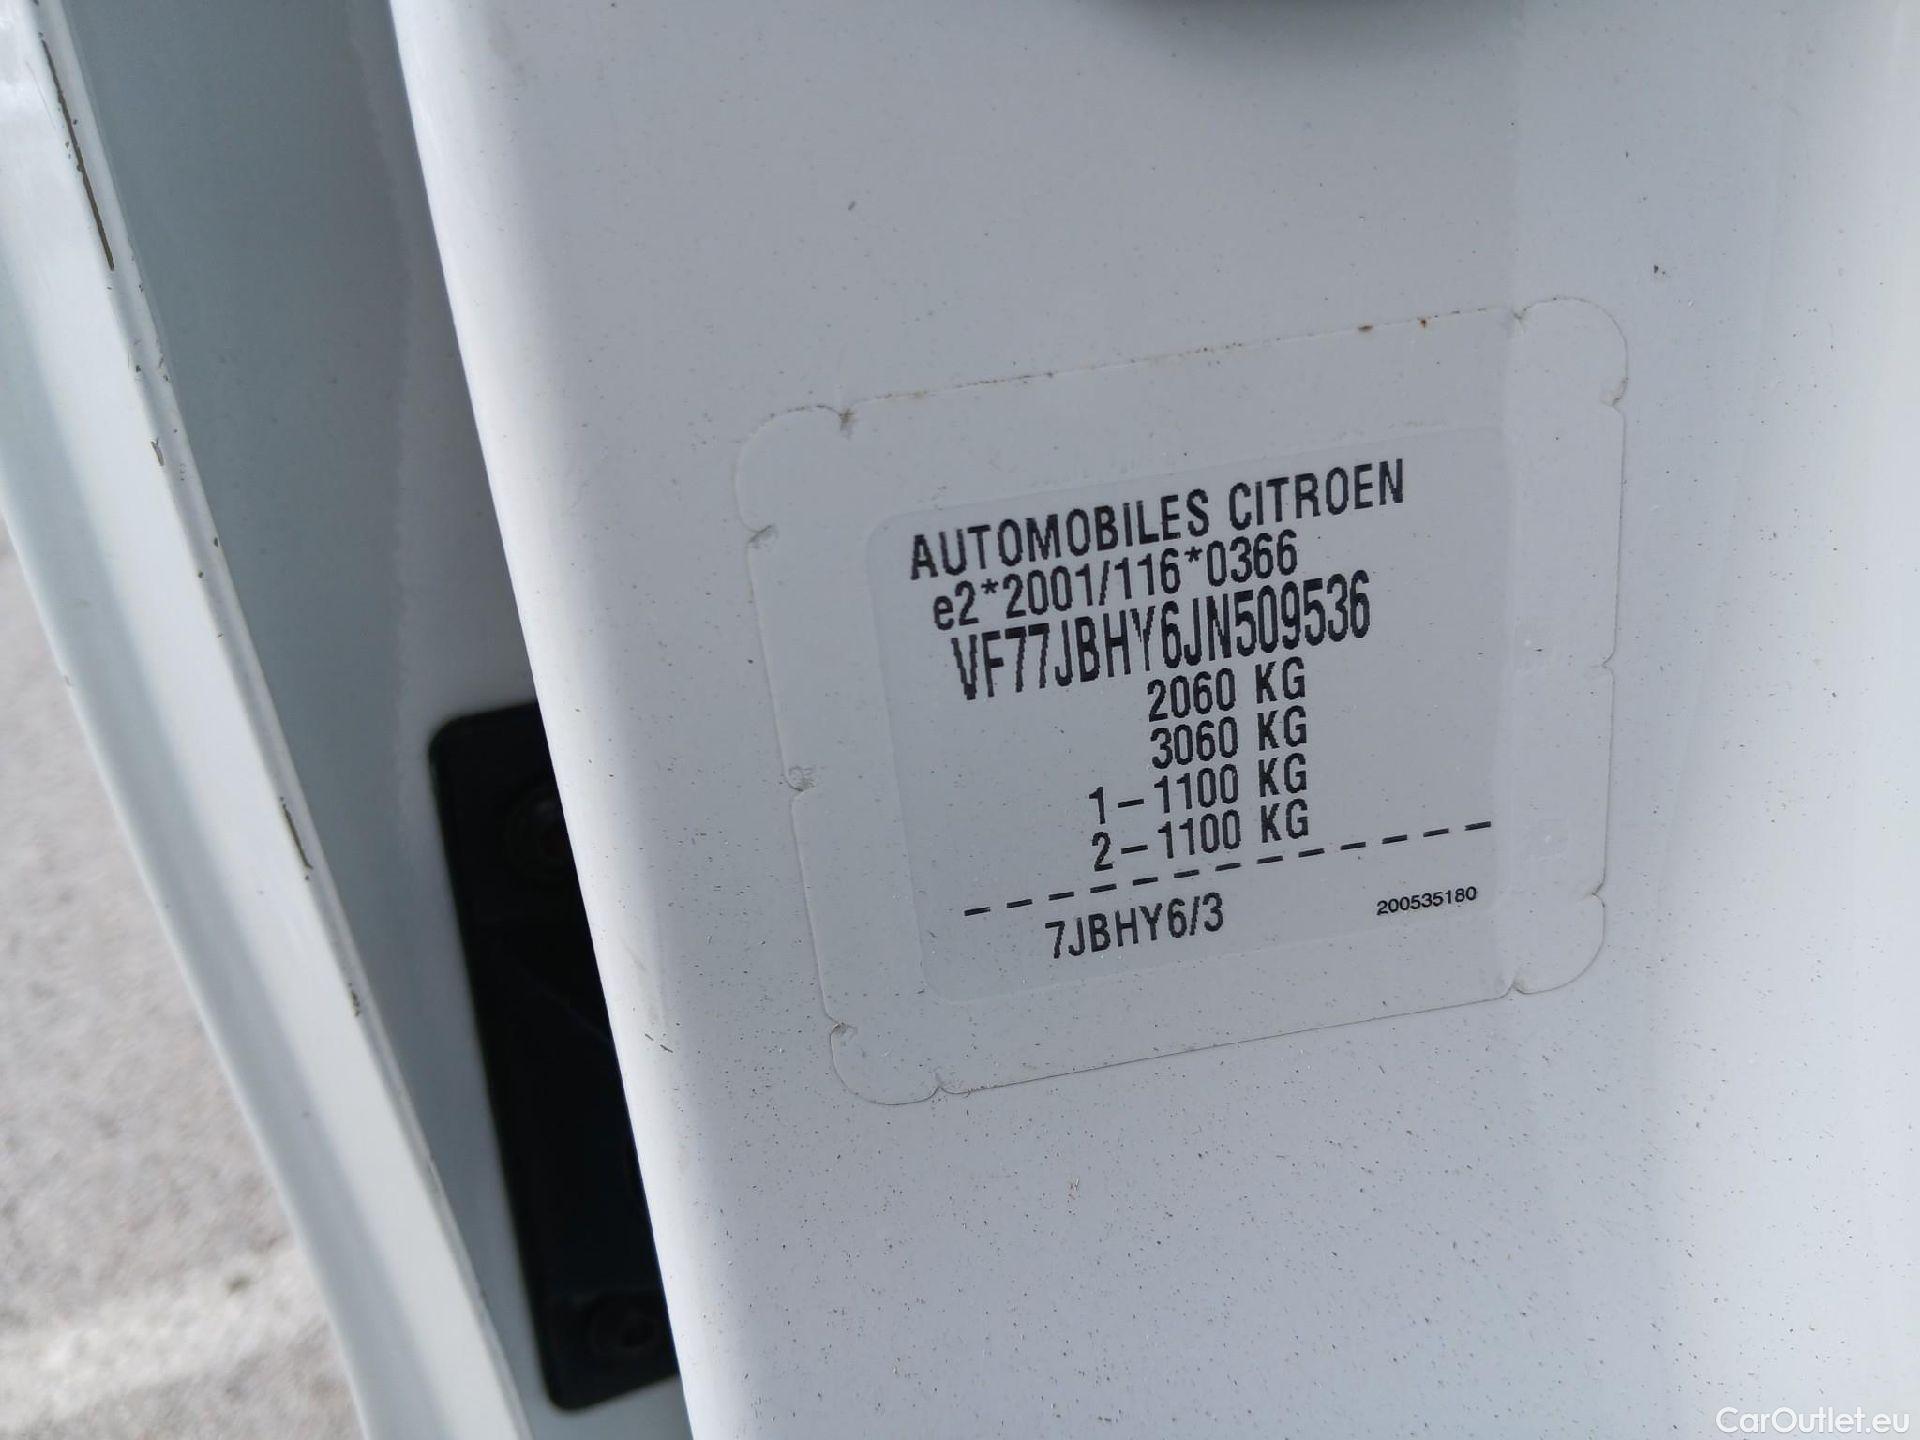 AUTOMOBILES CITROEN
e2*2001/116*0366
VF77JBHY6JN509536
2060 KG
3060 KG
1-1100 KG
2-1100 KG
7JBHY6/3 200535180
CarOutlet.eu